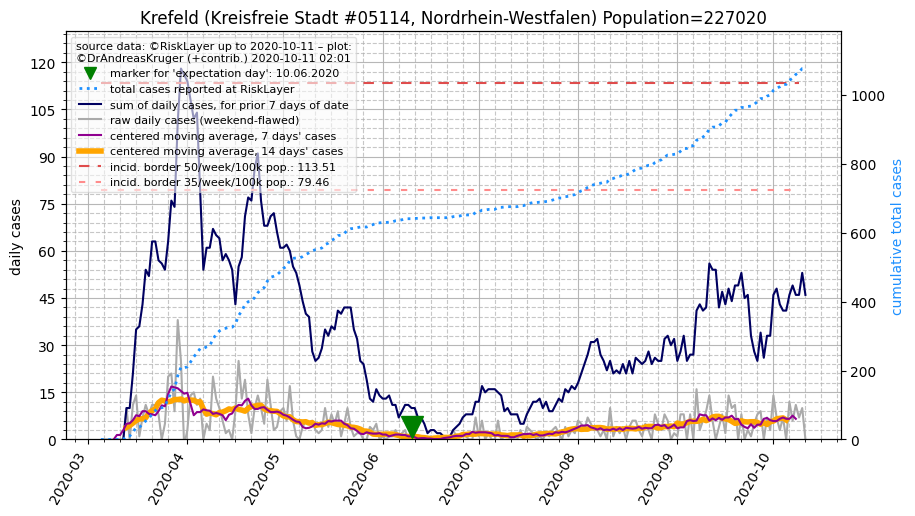 Krefeld (Kreisfreie Stadt #05114, Nordrhein-Westfalen) Population=227020
source data: ©RiskLayer up to 2020-10-11 – plot:
©DrAndreasKruger (+contrib.) 2020-10-11 02:01
marker for 'expectation day': 10.06.2020
total cases reported at RiskLayer
sum of daily cases, for prior 7 days of date
raw daily cases (weekend-flawed)
centered moving average, 7 days' cases
centered moving average, 14 days' cases
incid. border 50/week/100k pop.: 113.51
incid. border 35/week/100k pop.: 79.46
daily cases
120
105
90
75
60
45
30
15
0
cumulative total cases
1000
800
600
400
200
0
2020-03
2020-04
2020-05
2020-06
2020-07
2020-08
2020-09
2020-10